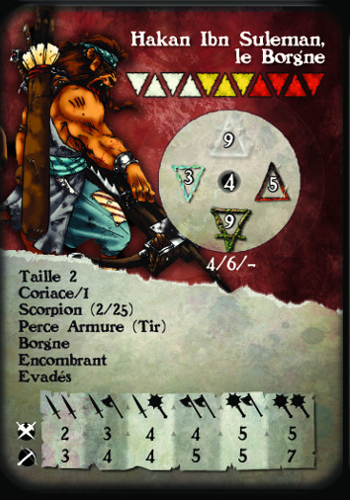 Hakan Ibn Suleman,
le Borgne
9
3 4 5
9
4/6/-
Taille 2
Coriace/1
Scorpion (2/25)
Perce Armure (Tir)
Borgne
Encombrant
Evadés
2 3 4 4 5 5
3 4 4 5 5 7